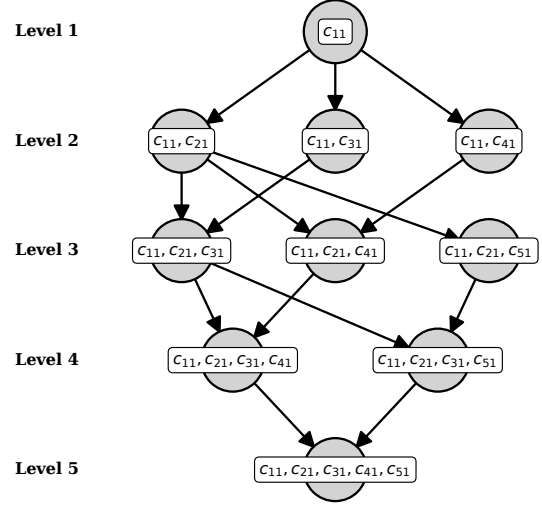 Level 1
c₁₁
Level 2
c₁₁, c₂₁
c₁₁, c₃₁
c₁₁, c₄₁
Level 3
c₁₁, c₂₁, c₃₁
c₁₁, c₂₁, c₄₁
c₁₁, c₂₁, c₅₁
Level 4
c₁₁, c₂₁, c₃₁, c₄₁
c₁₁, c₂₁, c₃₁, c₅₁
Level 5
c₁₁, c₂₁, c₃₁, c₄₁, c₅₁